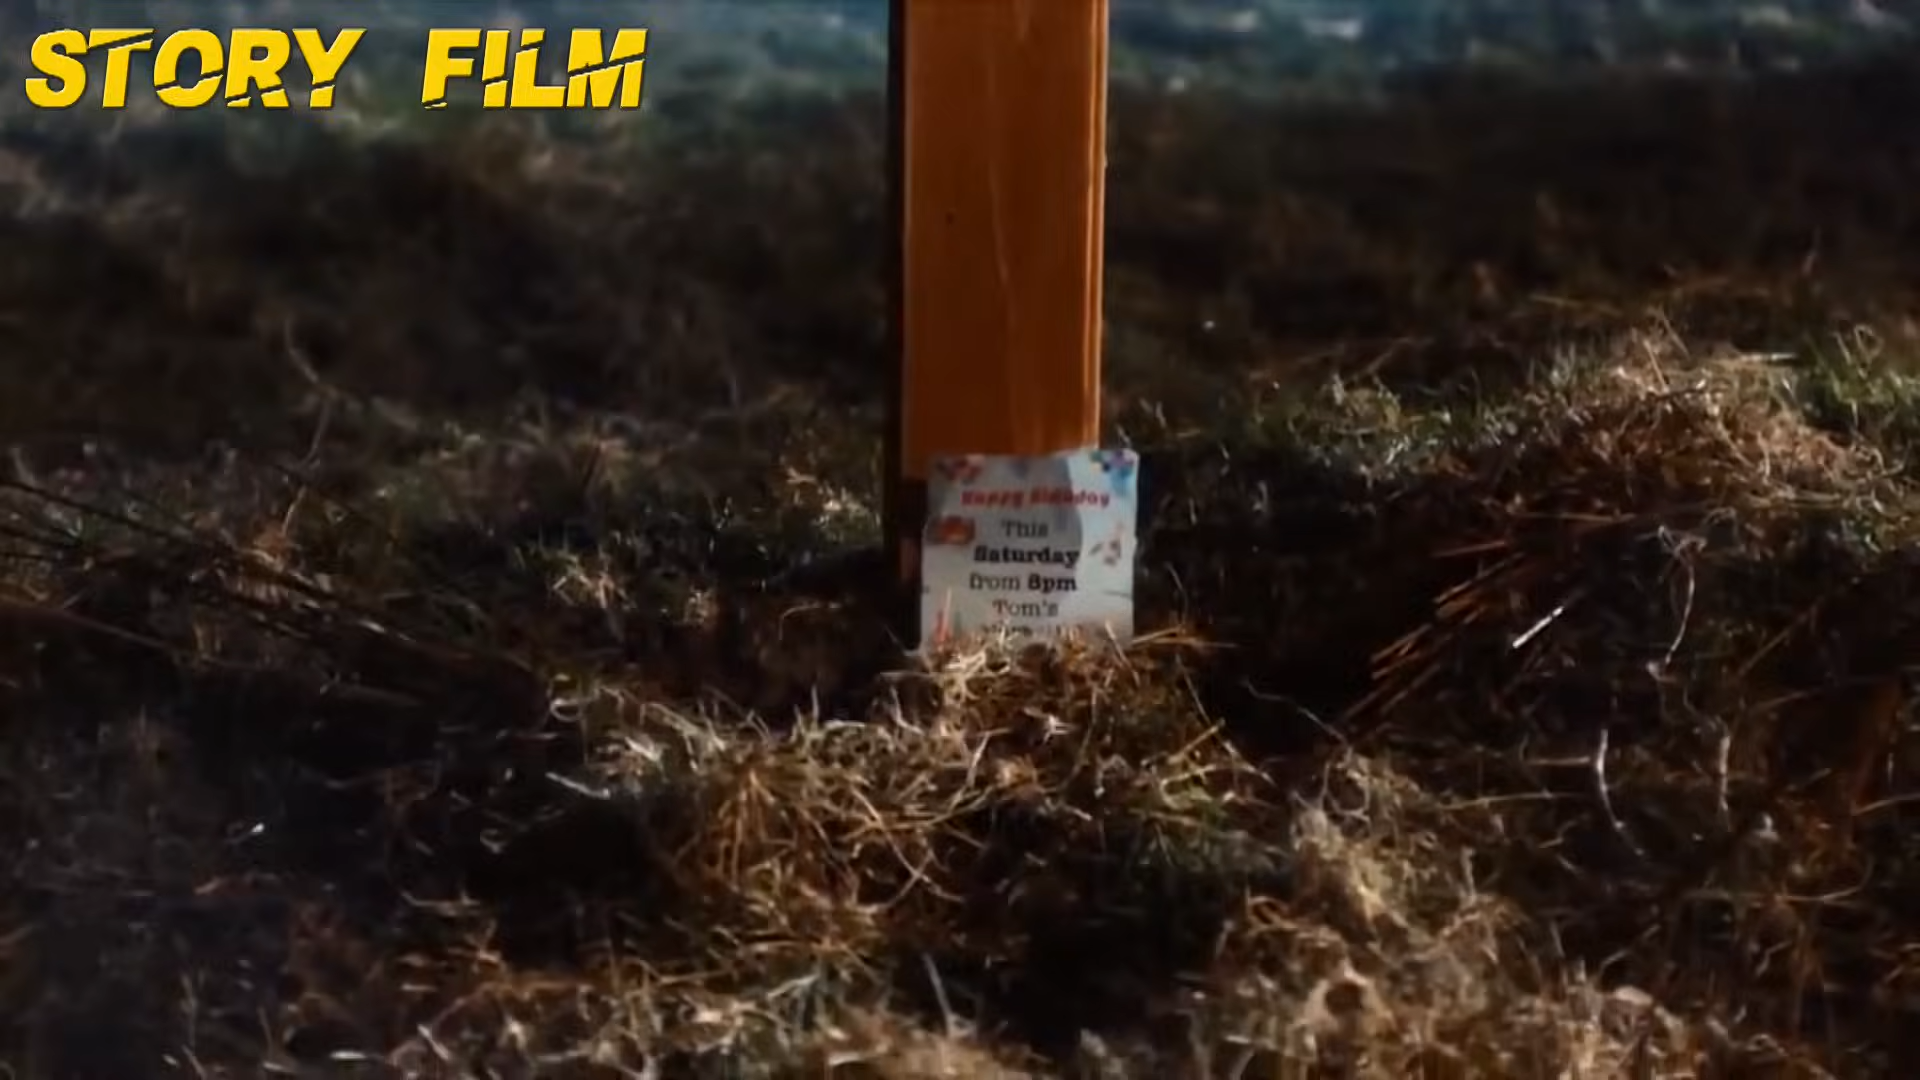 STORY FILM
Happy Birthday
This
Saturday
from 8pm
Tom's